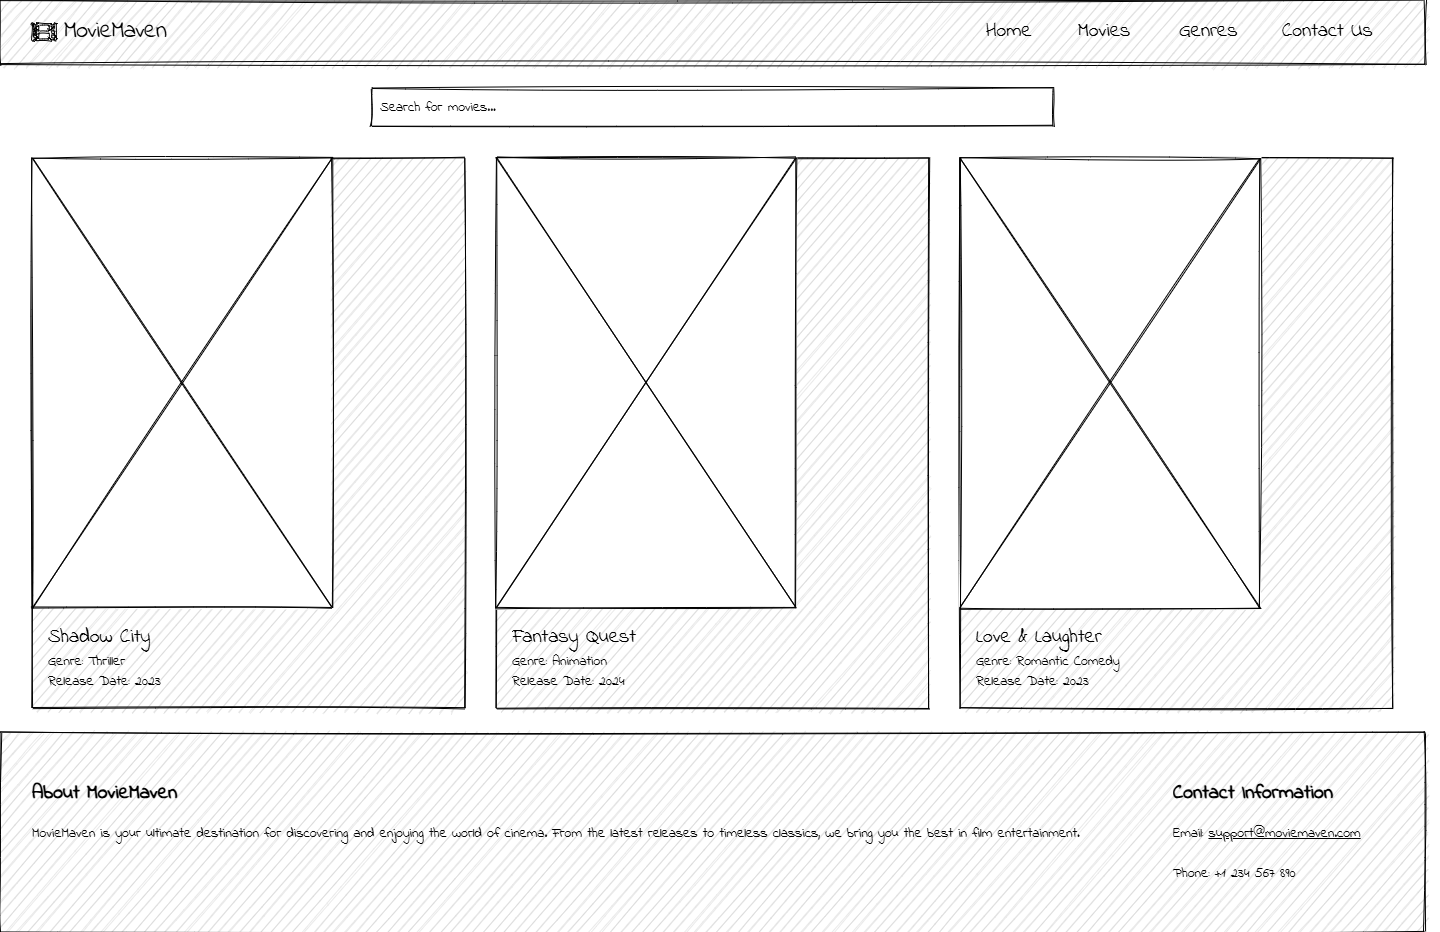 MovieMaven
Home Movies Genres Contact Us
Search for movies...
Shadow City
Genre: Thriller
Release Date: 2023
Fantasy Quest
Genre: Animation
Release Date: 2024
Love & Laughter
Genre: Romantic Comedy
Release Date: 2023
About MovieMaven
MovieMaven is your ultimate destination for discovering and enjoying the world of cinema. From the latest releases to timeless classics, we bring you the best in film entertainment.
Contact Information
Email: support@moviemaven.com
Phone: +1 234 567 890